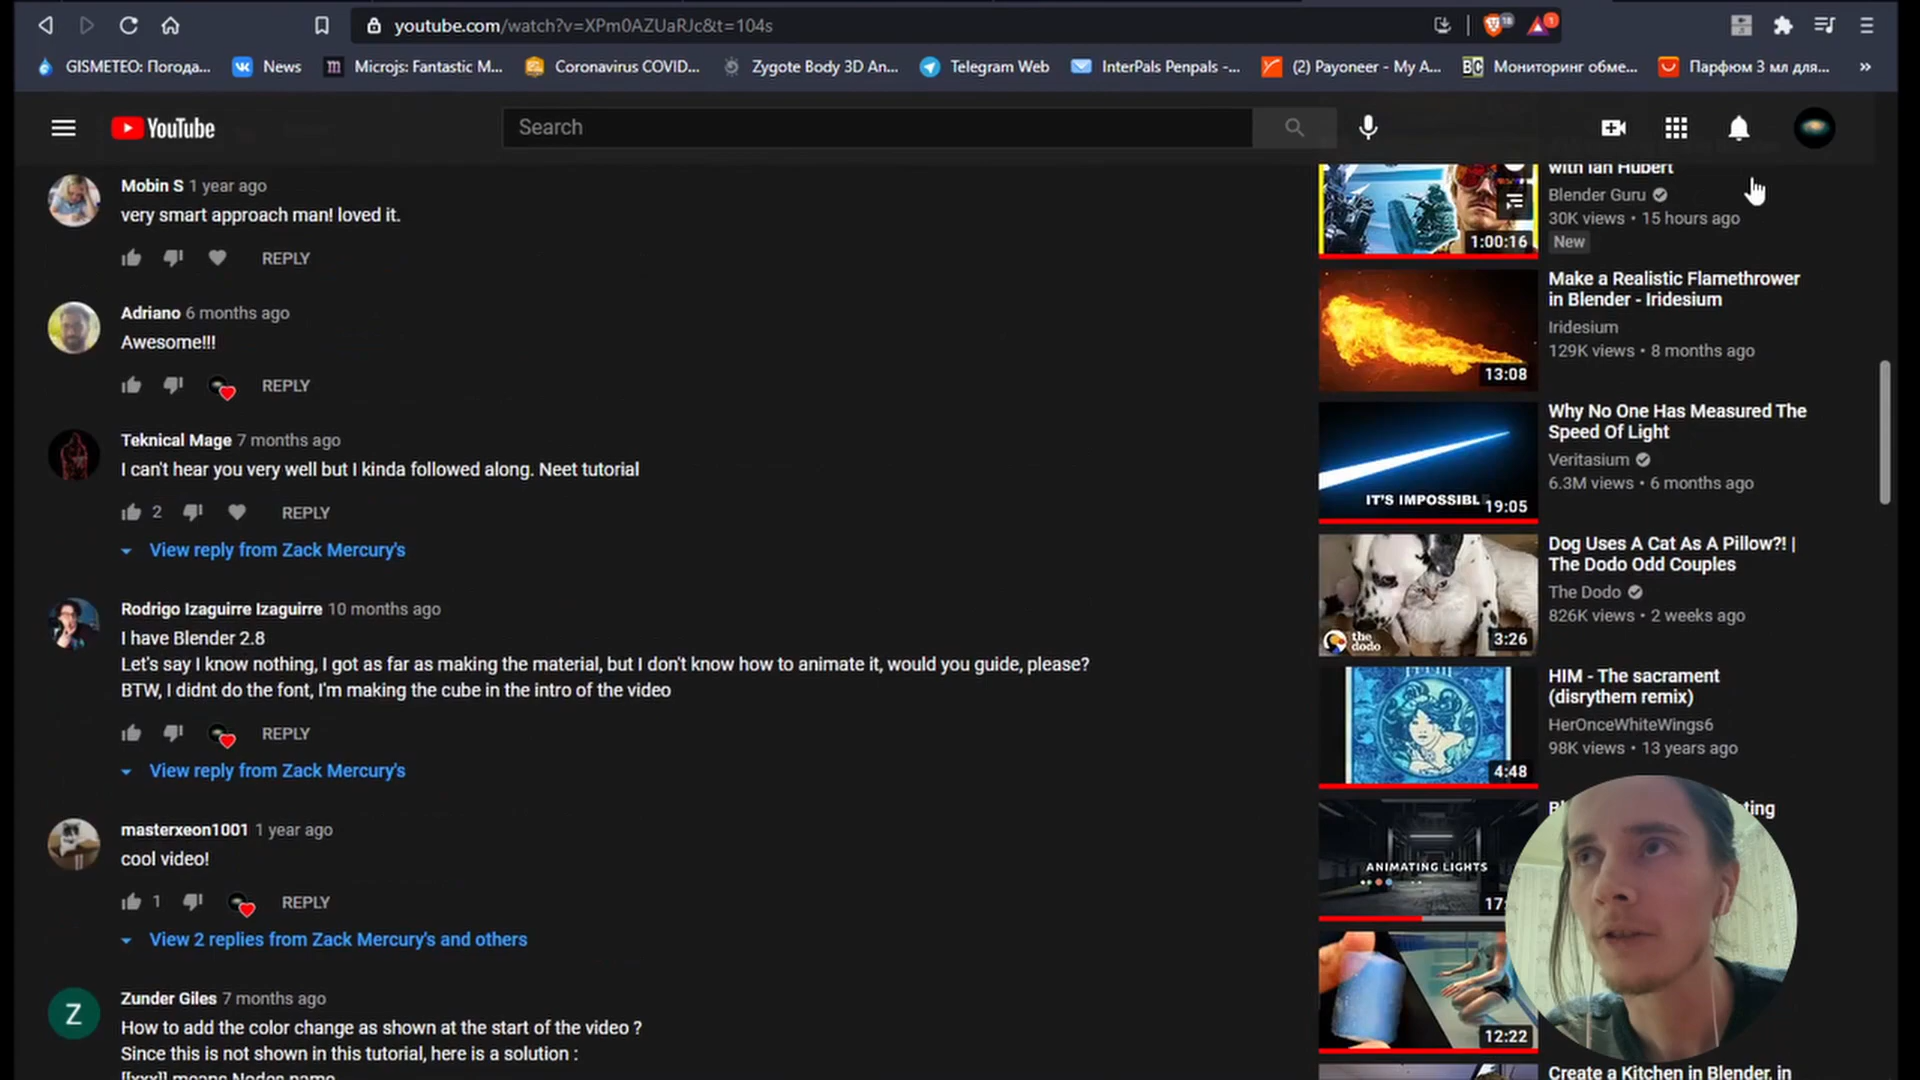 youtube.com/watch?v=XPm0AZUaRJc&t=104s
18
1
GISMETEO: Погода...
News
Microjs: Fantastic M...
Coronavirus COVID...
Zygote Body 3D An...
Telegram Web
InterPals Penpals -...
(2) Payoneer - My A...
BC
Мониторинг обме...
Парфюм 3 мл для...
»
YouTube
Search
Mobin S 1 year ago
very smart approach man! loved it.
REPLY
Adriano 6 months ago
Awesome!!!
REPLY
Teknical Mage 7 months ago
I can't hear you very well but I kinda followed along. Neet tutorial
2
REPLY
View reply from Zack Mercury's
Rodrigo Izaguirre Izaguirre 10 months ago
I have Blender 2.8
Let's say I know nothing, I got as far as making the material, but I don't know how to animate it, would you guide, please?
BTW, I didnt do the font, I'm making the cube in the intro of the video
REPLY
View reply from Zack Mercury's
masterxeon1001 1 year ago
cool video!
1
REPLY
View 2 replies from Zack Mercury's and others
Z
Zunder Giles 7 months ago
How to add the color change as shown at the start of the video ?
Since this is not shown in this tutorial, here is a solution :
[[xxx]] means Nodes name
with Ian Hubert
Blender Guru
30K views • 15 hours ago
New
1:00:16
Make a Realistic Flamethrower
in Blender - Iridesium
Iridesium
129K views • 8 months ago
13:08
Why No One Has Measured The
Speed Of Light
Veritasium
6.3M views • 6 months ago
IT'S IMPOSSIBL
19:05
Dog Uses A Cat As A Pillow?! |
The Dodo Odd Couples
The Dodo
826K views • 2 weeks ago
the dodo
3:26
HIM - The sacrament
(disrythem remix)
HerOnceWhiteWings6
98K views • 13 years ago
4:48
ANIMATING LIGHTS
12:22
Create a Kitchen in Blender, in